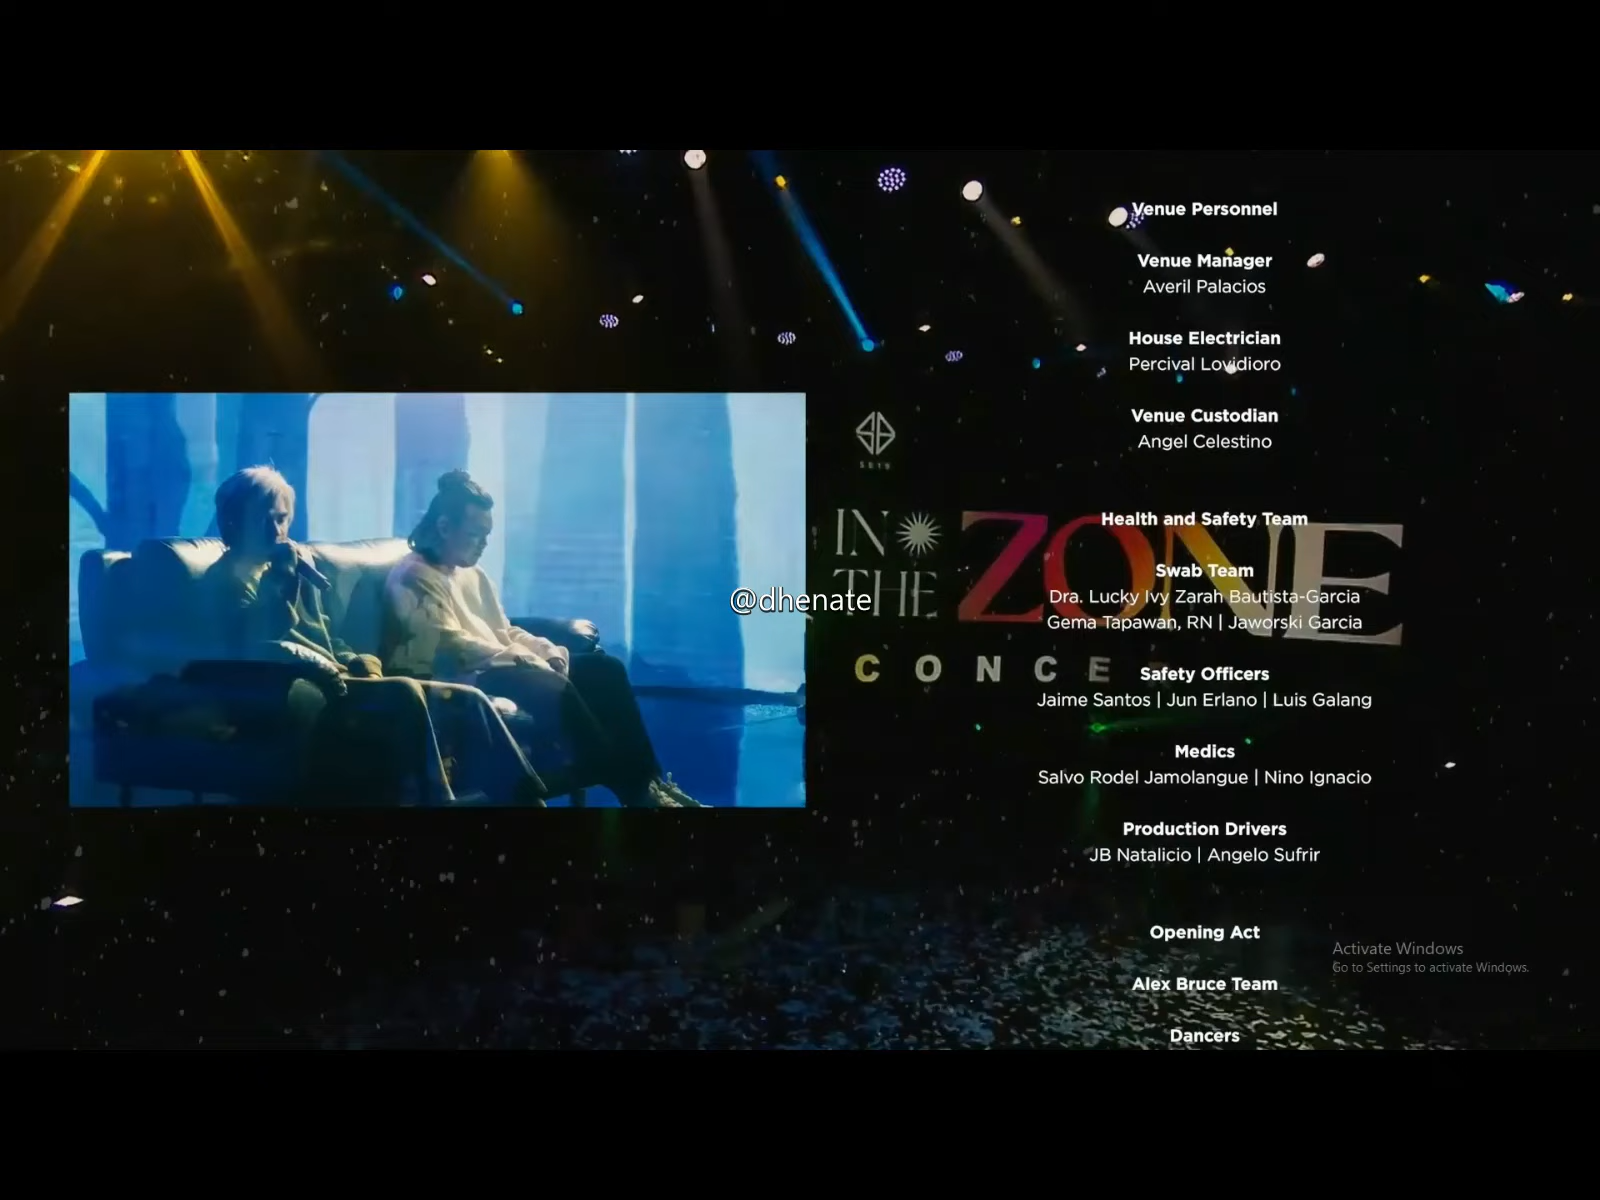 Venue Personnel
Venue Manager
Averil Palacios
House Electrician
Percival Lovidioro
Venue Custodian
Angel Celestino
SB19
IN THE ZONE
CONCE
Health and Safety Team
Swab Team
Dra. Lucky Ivy Zarah Bautista-Garcia
Gema Tapawan, RN | Jaworski Garcia
Safety Officers
Jaime Santos | Jun Erlano | Luis Galang
Medics
Salvo Rodel Jamolangue | Nino Ignacio
Production Drivers
JB Natalicio | Angelo Sufrir
Opening Act
Alex Bruce Team
Dancers
@dhenate
Activate Windows
Go to Settings to activate Windows.